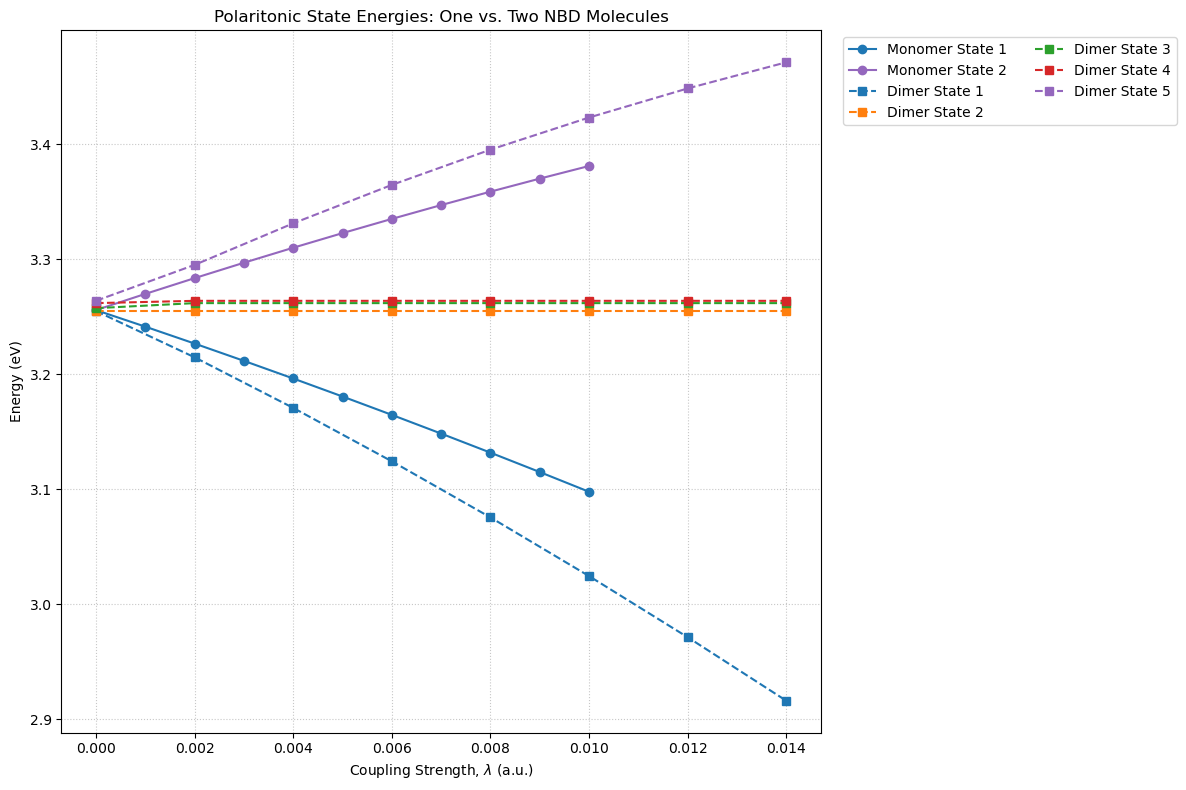 Polaritonic State Energies: One vs. Two NBD Molecules
Monomer State 1
Monomer State 2
Dimer State 1
Dimer State 2
Dimer State 3
Dimer State 4
Dimer State 5
Energy (eV)
3.4
3.3
3.2
3.1
3.0
2.9
0.000 0.002 0.004 0.006 0.008 0.010 0.012 0.014
Coupling Strength, λ (a.u.)